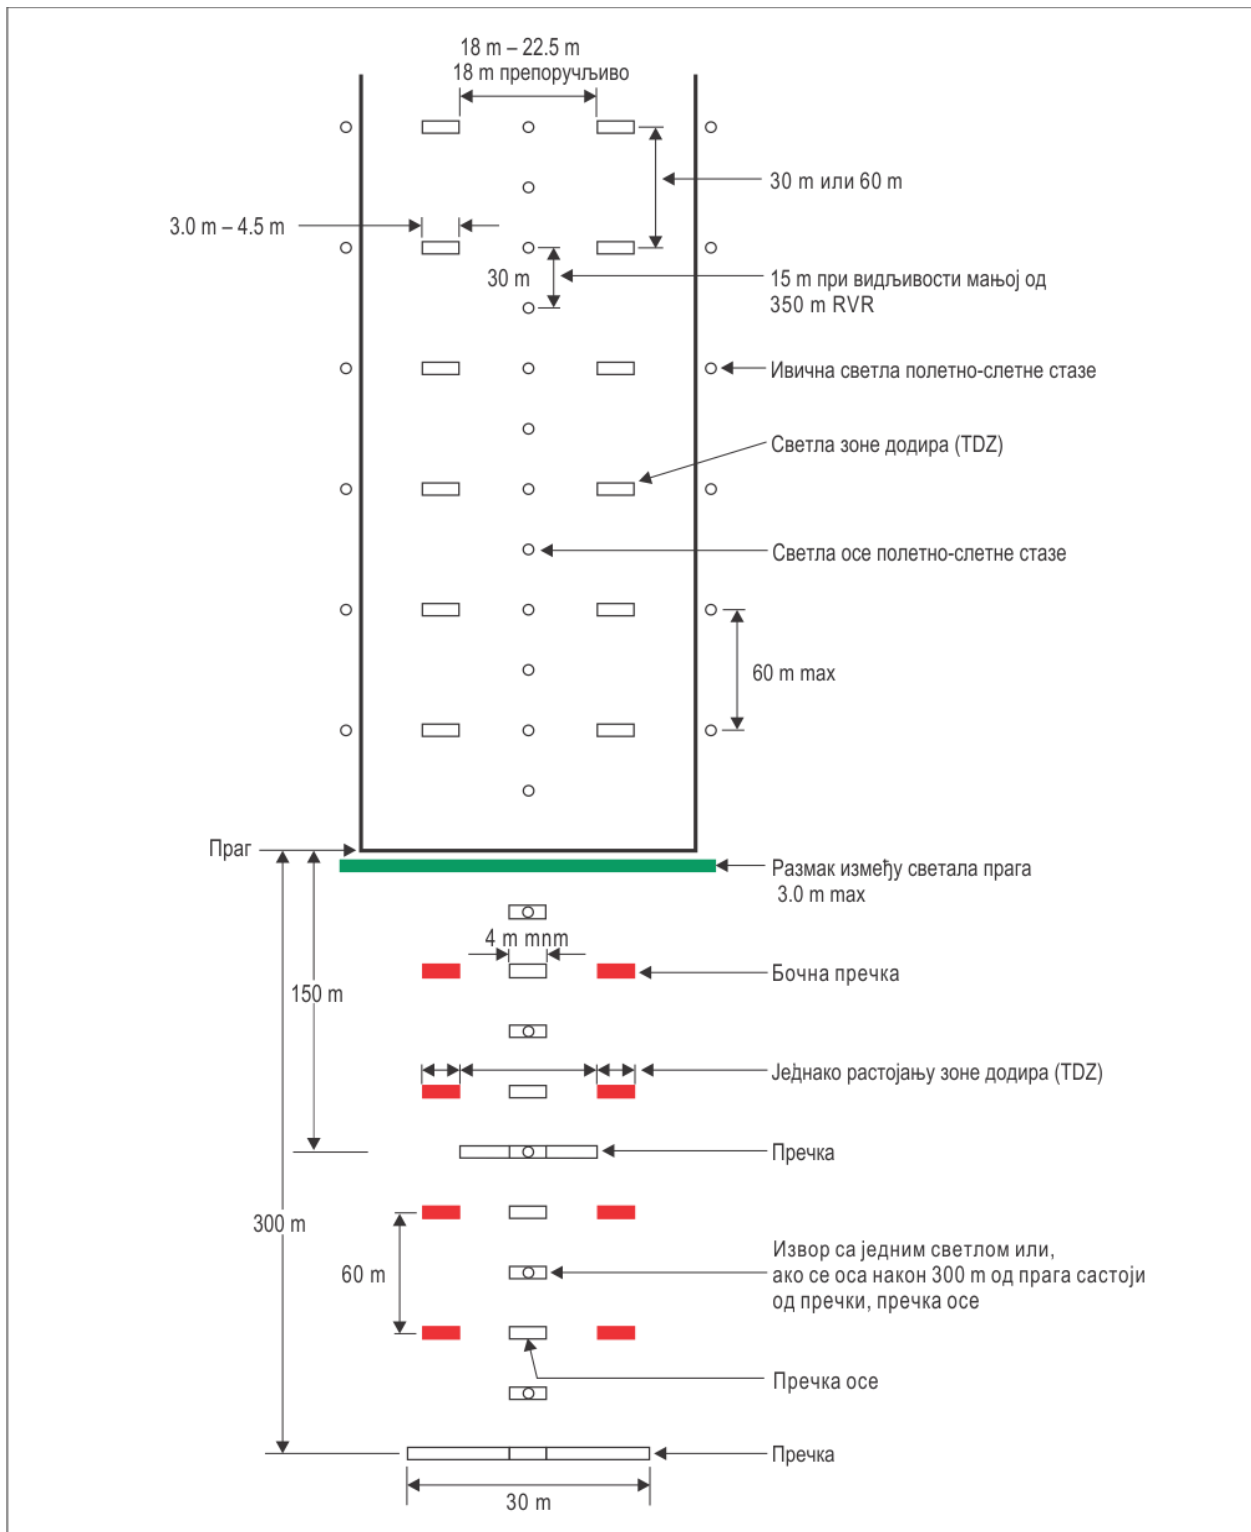 18 m – 22.5 m
18 m препоручљиво
30 m или 60 m
3.0 m – 4.5 m
30 m
15 m при видљивости мањој од
350 m RVR
Ивична светла полетно-слетне стазе
Светла зоне додира (TDZ)
Светла осе полетно-слетне стазе
60 m max
Праг
Размак између светала прага
3.0 m max
4 m mnm
Бочна пречка
150 m
Једнако растојању зоне додира (TDZ)
Пречка
300 m
Извор са једним светлом или,
ако се оса након 300 m од прага састоји
од пречки, пречка осе
60 m
Пречка осе
Пречка
30 m